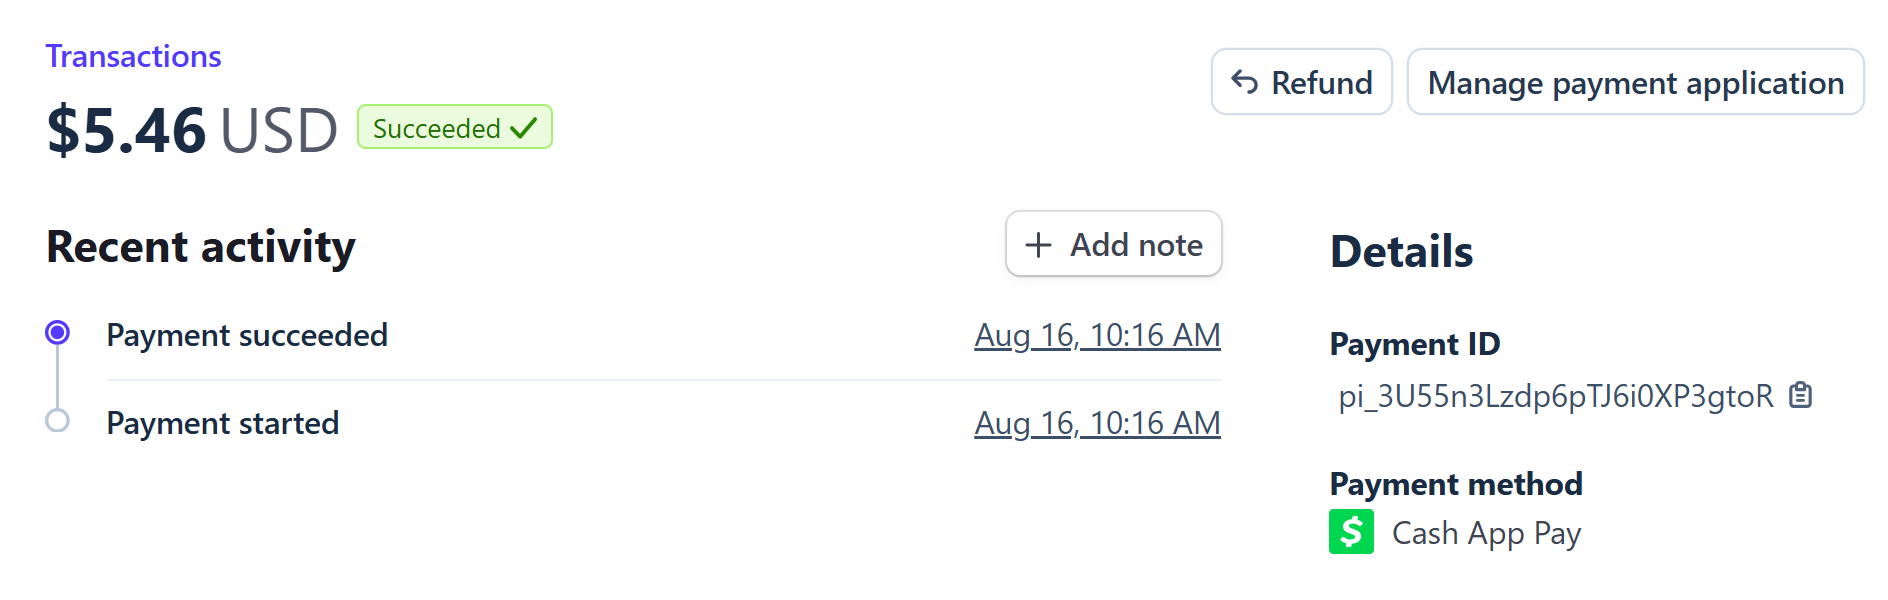 Transactions
$5.46 USD Succeeded
Refund
Manage payment application
Recent activity
Add note
Payment succeeded Aug 16, 10:16 AM
Payment started Aug 16, 10:16 AM
Details
Payment ID
pi_3U55n3Lzdp6pTJ6i0XP3gtoR
Payment method
Cash App Pay